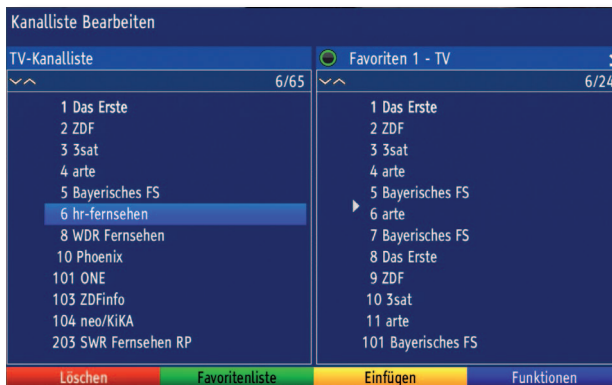 Kanalliste Bearbeiten
TV-Kanalliste
6/65
1 Das Erste
2 ZDF
3 3sat
4 arte
5 Bayerisches FS
6 hr-fernsehen
8 WDR Fernsehen
10 Phoenix
101 ONE
103 ZDFinfo
104 neo/KiKA
203 SWR Fernsehen RP
Favoriten 1 - TV
6/24
1 Das Erste
2 ZDF
3 3sat
4 arte
5 Bayerisches FS
6 arte
7 Bayerisches FS
8 Das Erste
9 ZDF
10 3sat
11 arte
101 Bayerisches FS
Löschen
Favoritenliste
Einfügen
Funktionen